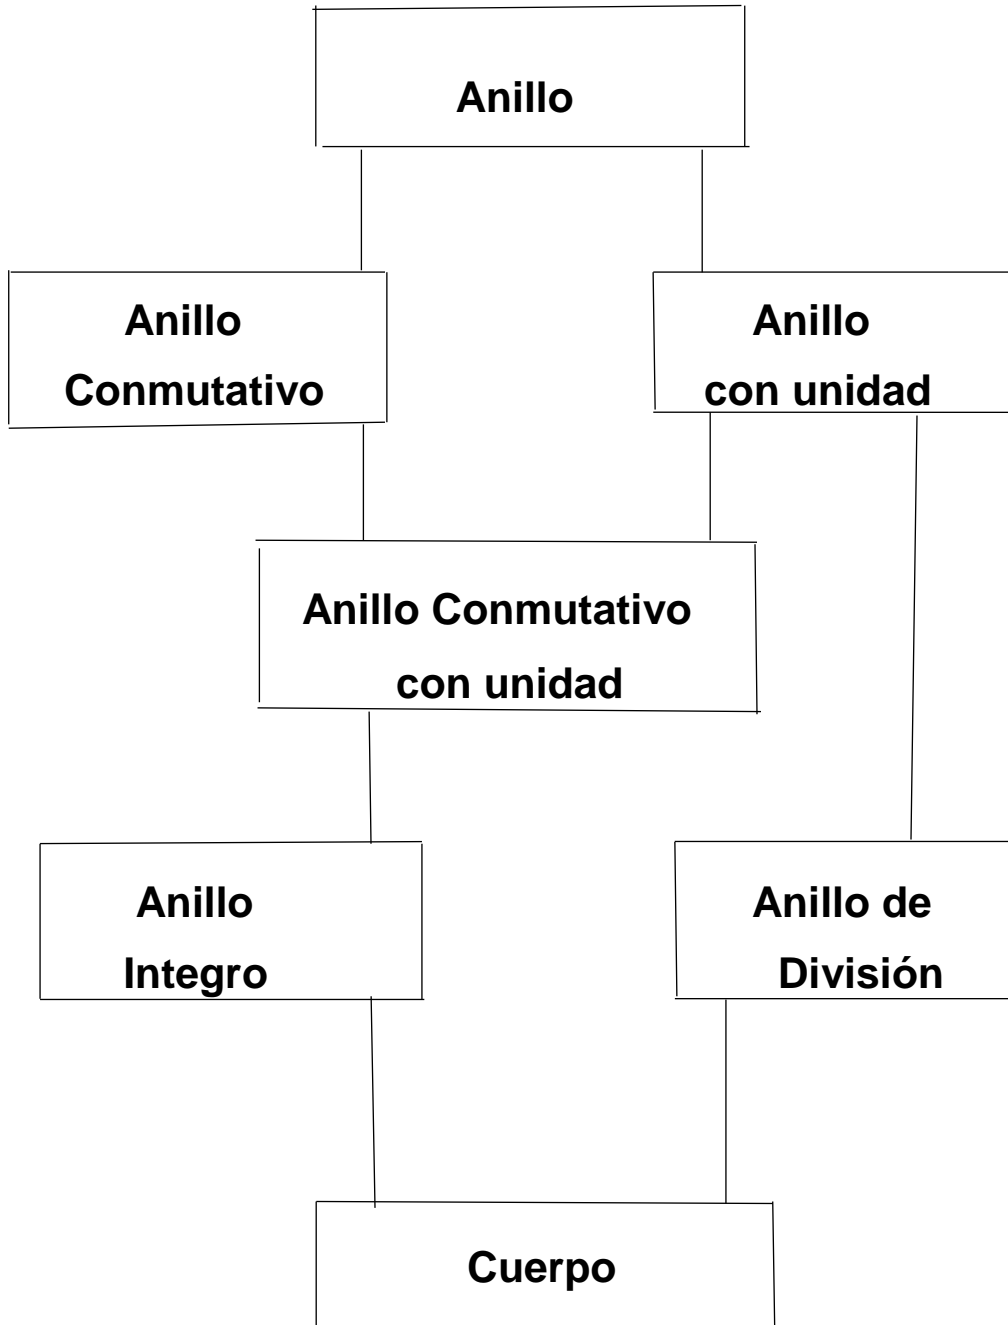 Anillo
Anillo
Conmutativo
Anillo
con unidad
Anillo Conmutativo
con unidad
Anillo
Integro
Anillo de
División
Cuerpo